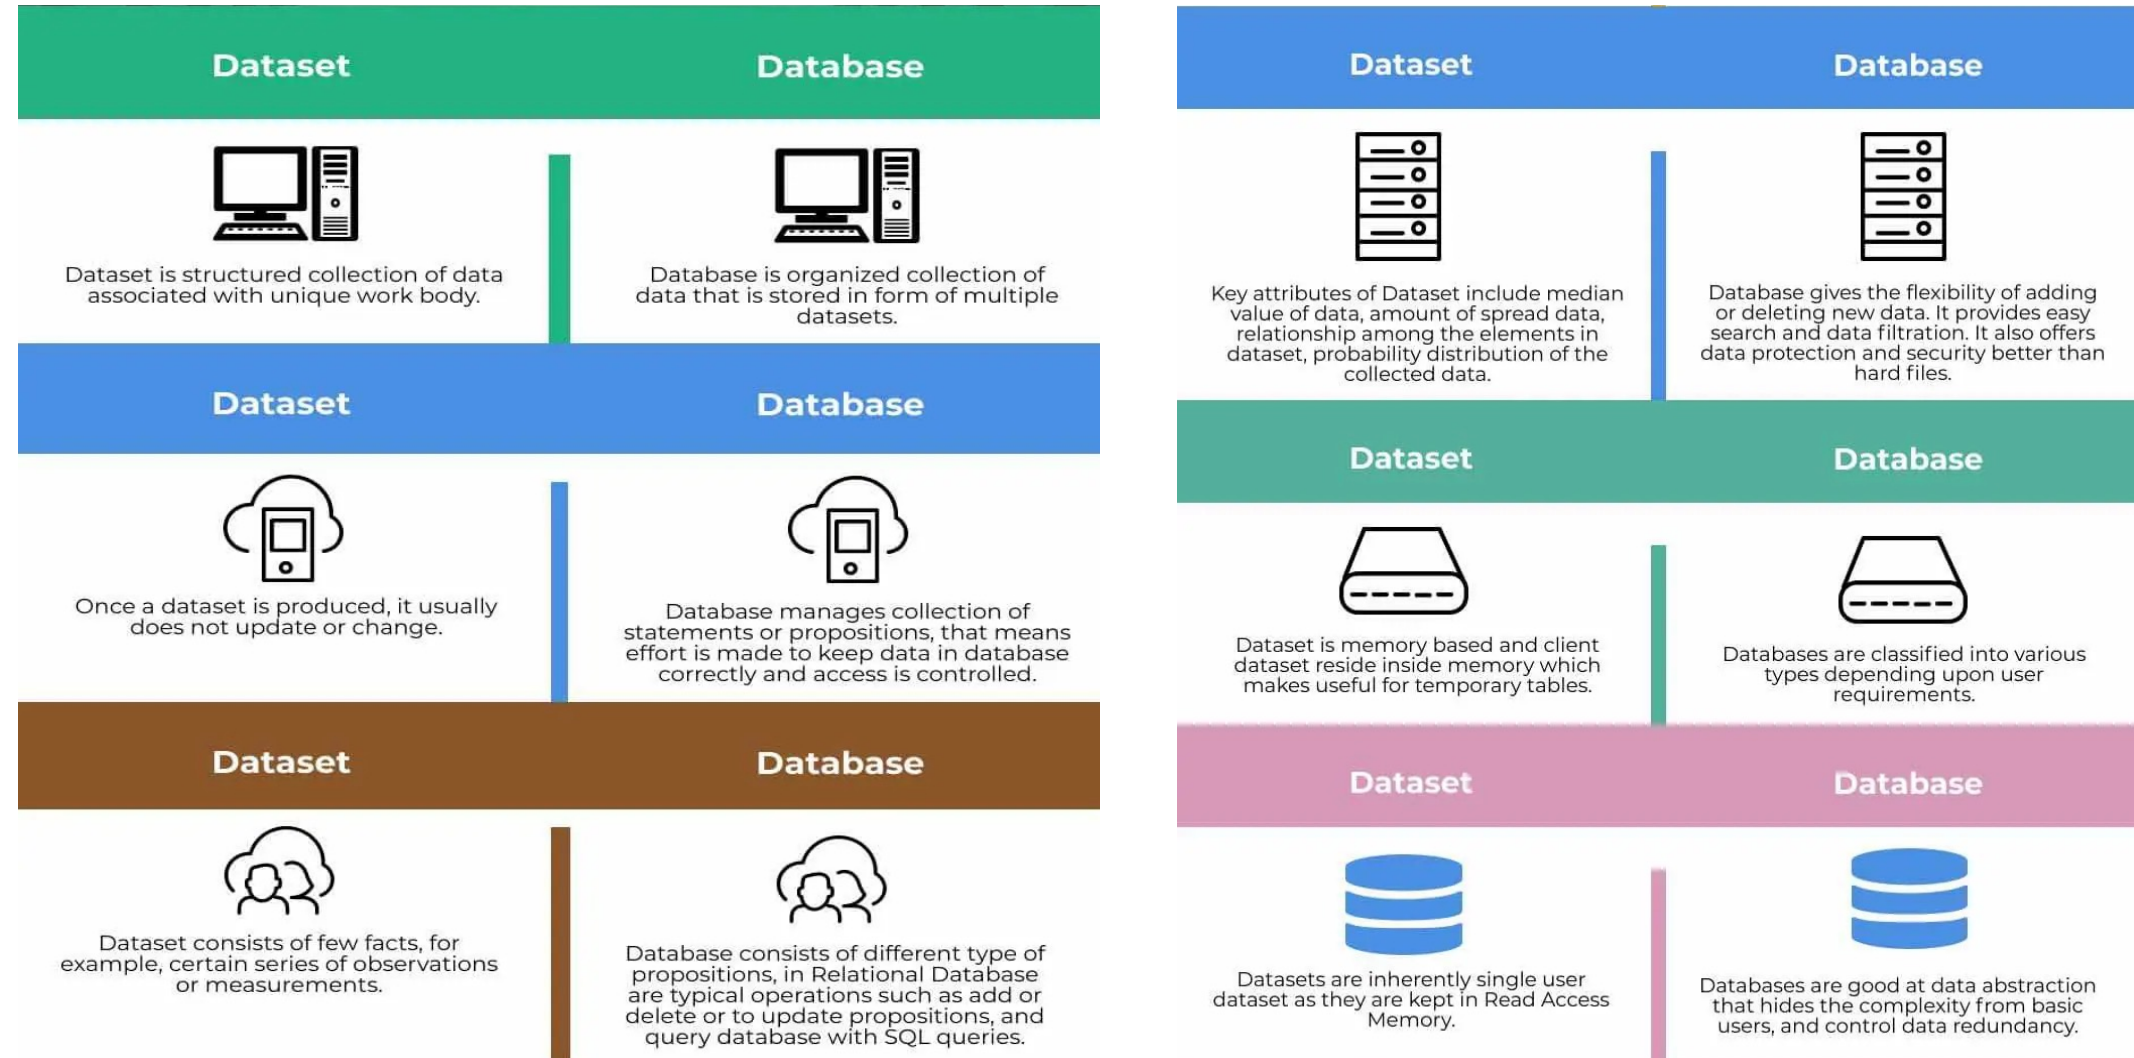 Dataset
Database
Dataset is structured collection of data
associated with unique work body.
Database is organized collection of
data that is stored in form of multiple
datasets.
Dataset
Database
Once a dataset is produced, it usually
does not update or change.
Database manages collection of
statements or propositions, that means
effort is made to keep data in database
correctly and access is controlled.
Dataset
Database
Dataset consists of few facts, for
example, certain series of observations
or measurements.
Database consists of different type of
propositions, in Relational Database
are typical operations such as add or
delete or to update propositions, and
query database with SQL queries.
Dataset
Database
Key attributes of Dataset include median
value of data, amount of spread data,
relationship among the elements in
dataset, probability distribution of the
collected data.
Database gives the flexibility of adding
or deleting new data. It provides easy
search and data filtration. It also offers
data protection and security better than
hard files.
Dataset
Database
Dataset is memory based and client
dataset reside inside memory which
makes useful for temporary tables.
Databases are classified into various
types depending upon user
requirements.
Dataset
Database
Datasets are inherently single user
dataset as they are kept in Read Access
Memory.
Databases are good at data abstraction
that hides the complexity from basic
users, and control data redundancy.